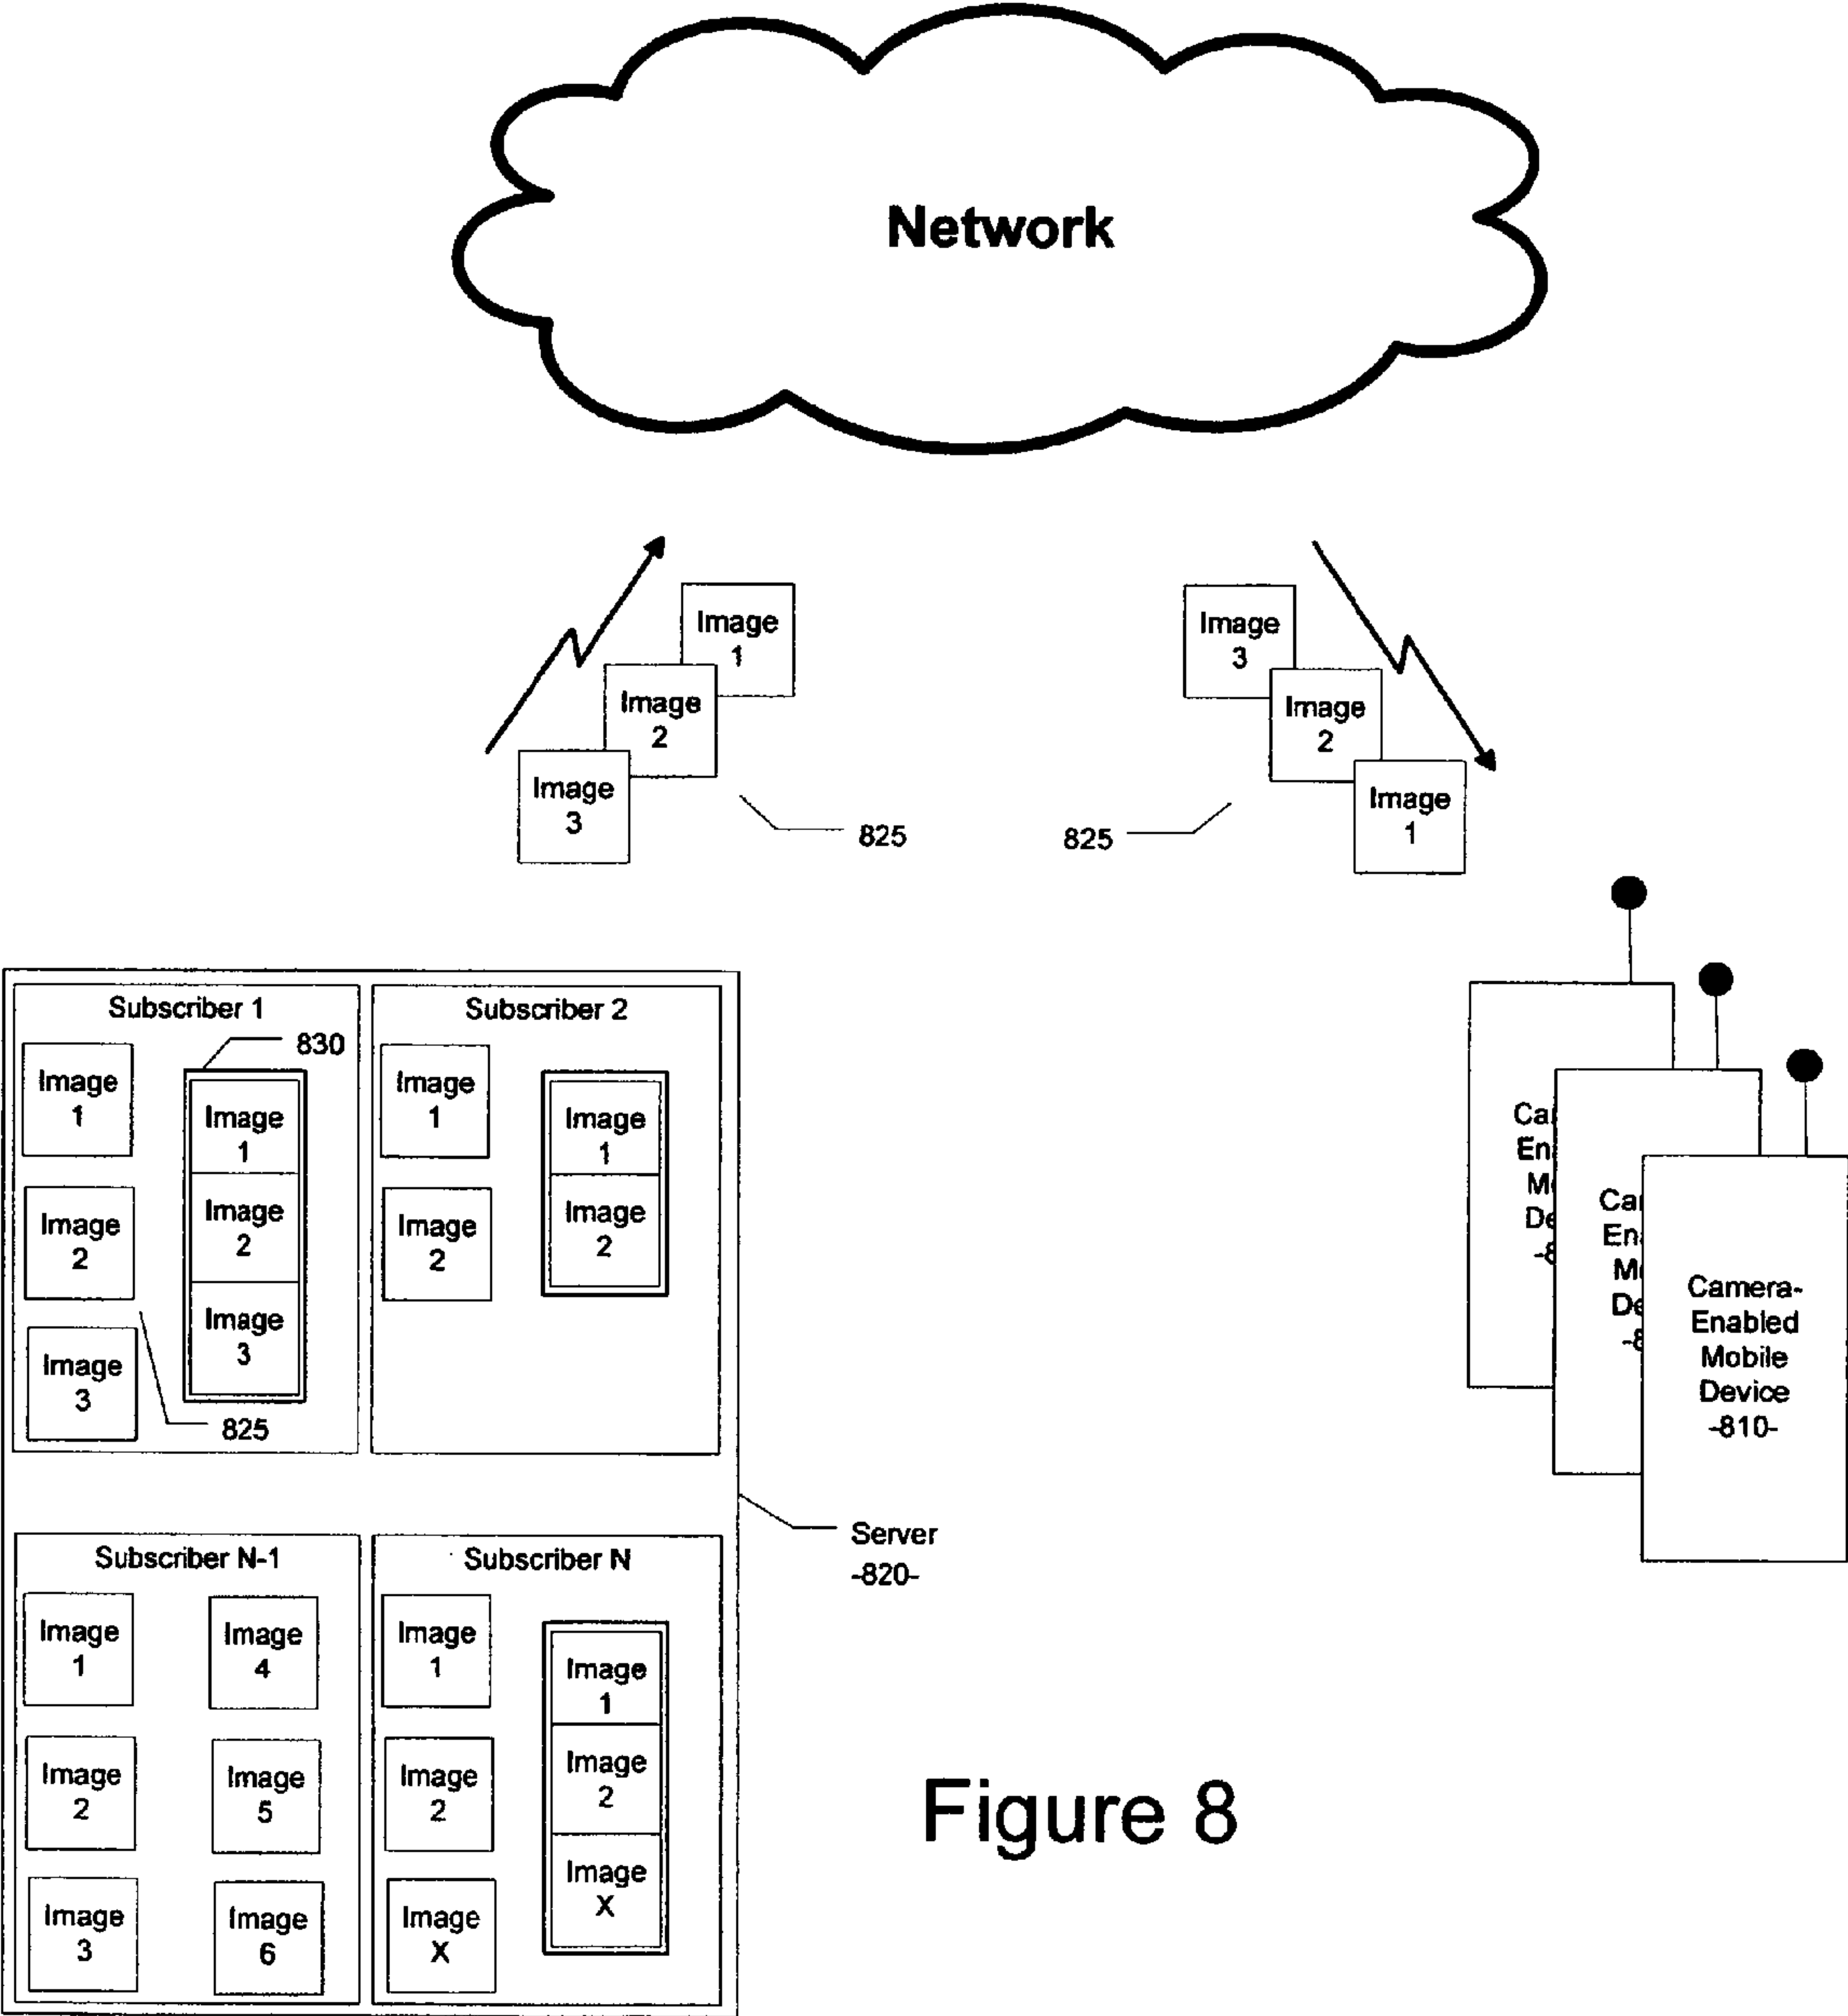 Network
Image
1
Image
2
Image
3
825
Image
3
Image
2
Image
1
825
Subscriber 1
830
Image
1
Image
2
Image
3
Image
1
Image
2
Image
3
825
Subscriber 2
Image
1
Image
2
Image
1
Image
2
Server
-820-
Subscriber N-1
Image
1
Image
2
Image
3
Image
4
Image
5
Image
6
Subscriber N
Image
1
Image
2
Image
X
Image
1
Image
2
Image
X
Camera-
Enabled
Mobile
Device
-810-
Figure 8